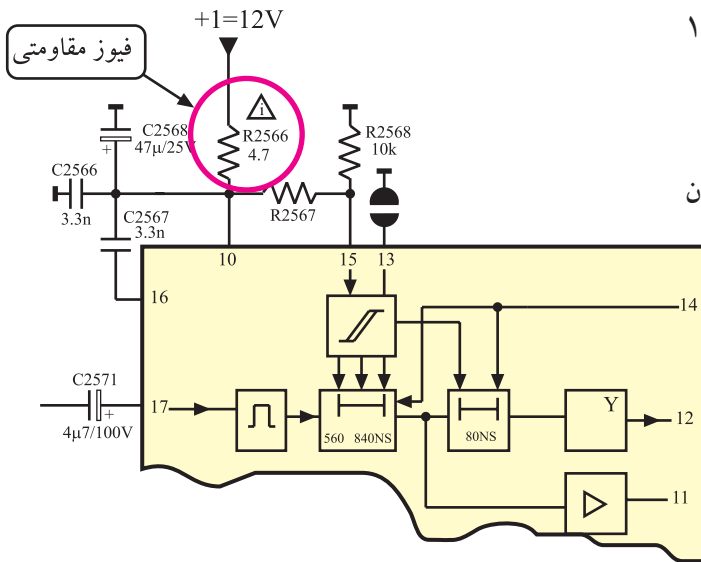 +1=12V
۱
فیوز مقاومتی
C2568
47µ/25V
+
i
R2566
4.7
R2568
10k
C2566
3.3n
R2567
ن
C2567
3.3n
10
15
13
16
14
C2571
+
4µ7/100V
17
560 840NS
80NS
Y
12
11